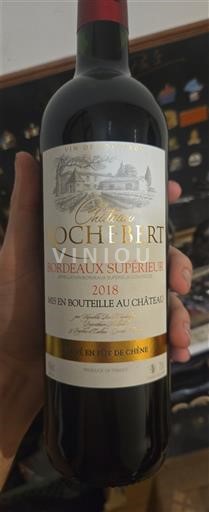 VIN DE BORDEAUX
Château
ROCHEBERT
VINIOU
BORDEAUX SUPÉRIEUR
2018
MIS EN BOUTEILLE AU CHÂTEAU
EN FÛT DE CHÊNE
PRODUCE OF FRANCE